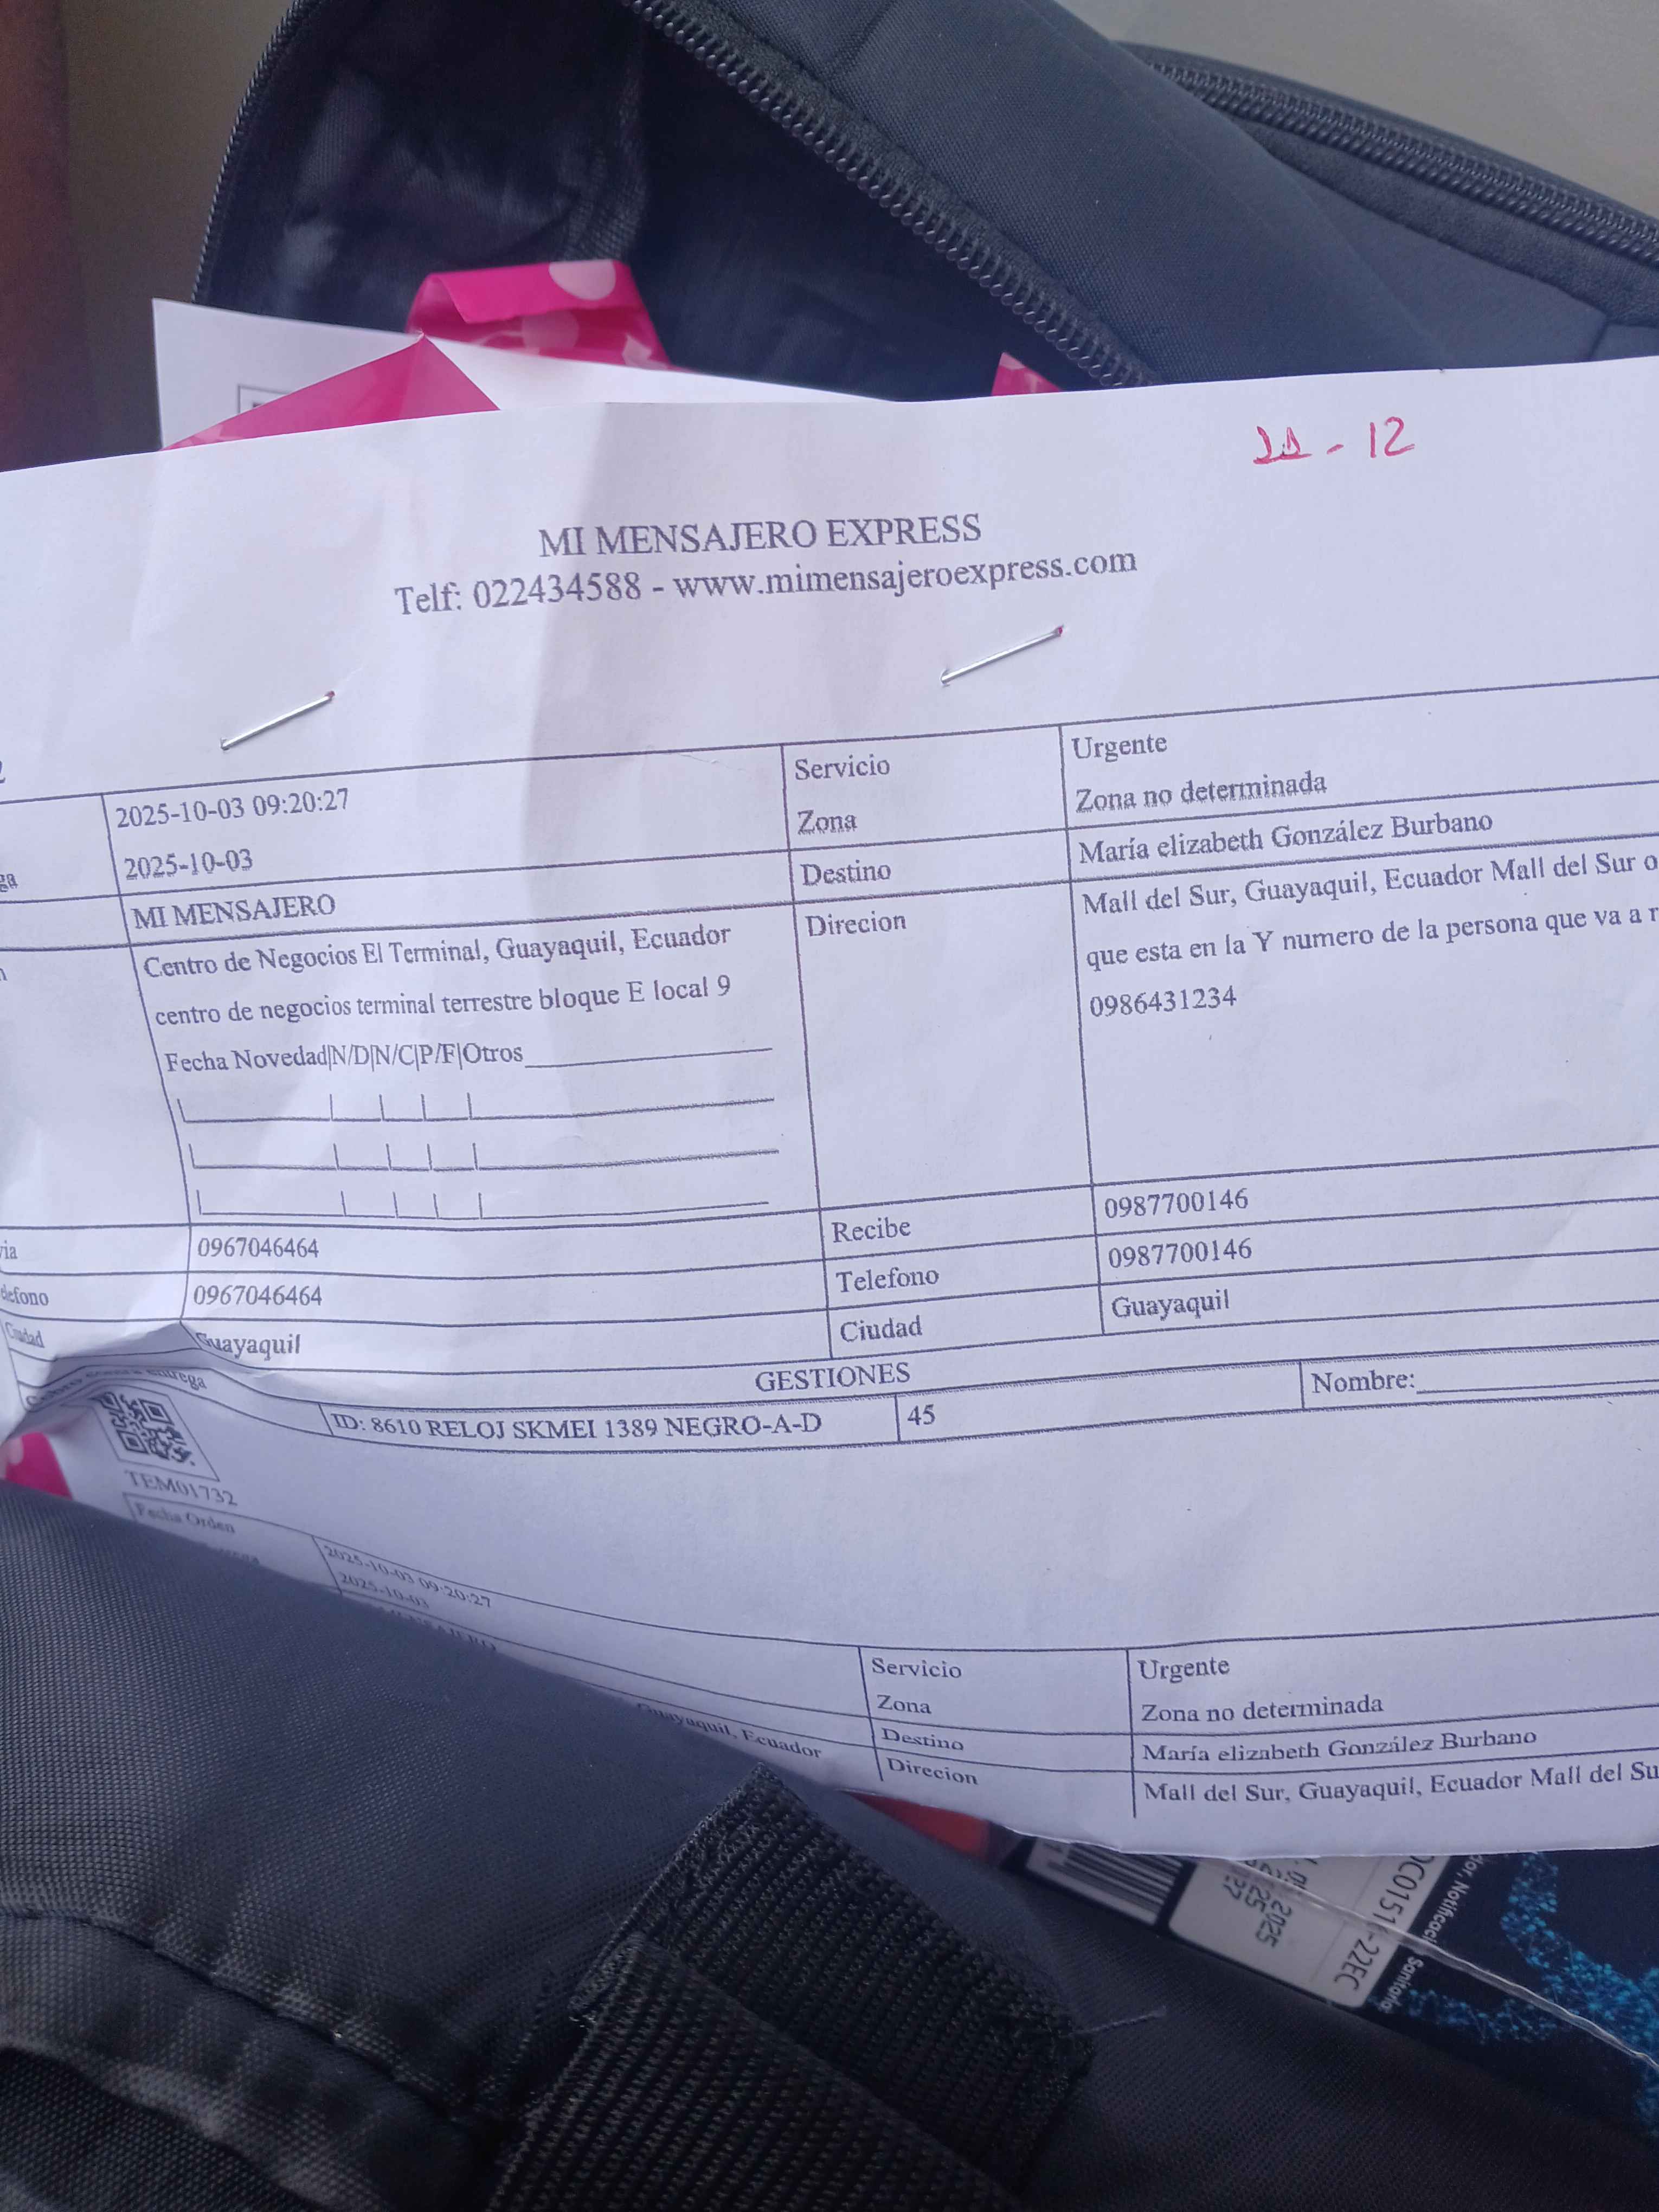 - 12
MI MENSAJERO EXPRESS
Telf: 022434588 - www.mimensajeroexpress.com
2025-10-03 09:20:27
Servicio
Urgente
2025-10-03
Zona
Zona no determinada
MI MENSAJERO
Destino
María elizabeth González Burbano
Centro de Negocios El Terminal, Guayaquil, Ecuador
Direcion
Mall del Sur, Guayaquil, Ecuador Mall del Sur o
centro de negocios terminal terrestre bloque E local 9
que esta en la Y numero de la persona que va a r
Fecha Novedad|N/D|N/C|P/F|Otros
0986431234
via
0967046464
Recibe
0987700146
elefono
0967046464
Telefono
0987700146
Ciudad
Guayaquil
Ciudad
Guayaquil
GESTIONES
entrega
ID: 8610 RELOJ SKMEI 1389 NEGRO-A-D
45
Nombre:
TEM01732
Fecha Orden
2025-10-03 09:20:27
Servicio
Urgente
2025-10-03
Zona
Zona no determinada
Destino
María elizabeth González Burbano
Guayaquil, Ecuador
Direcion
Mall del Sur, Guayaquil, Ecuador Mall del Su
2025
-22EC